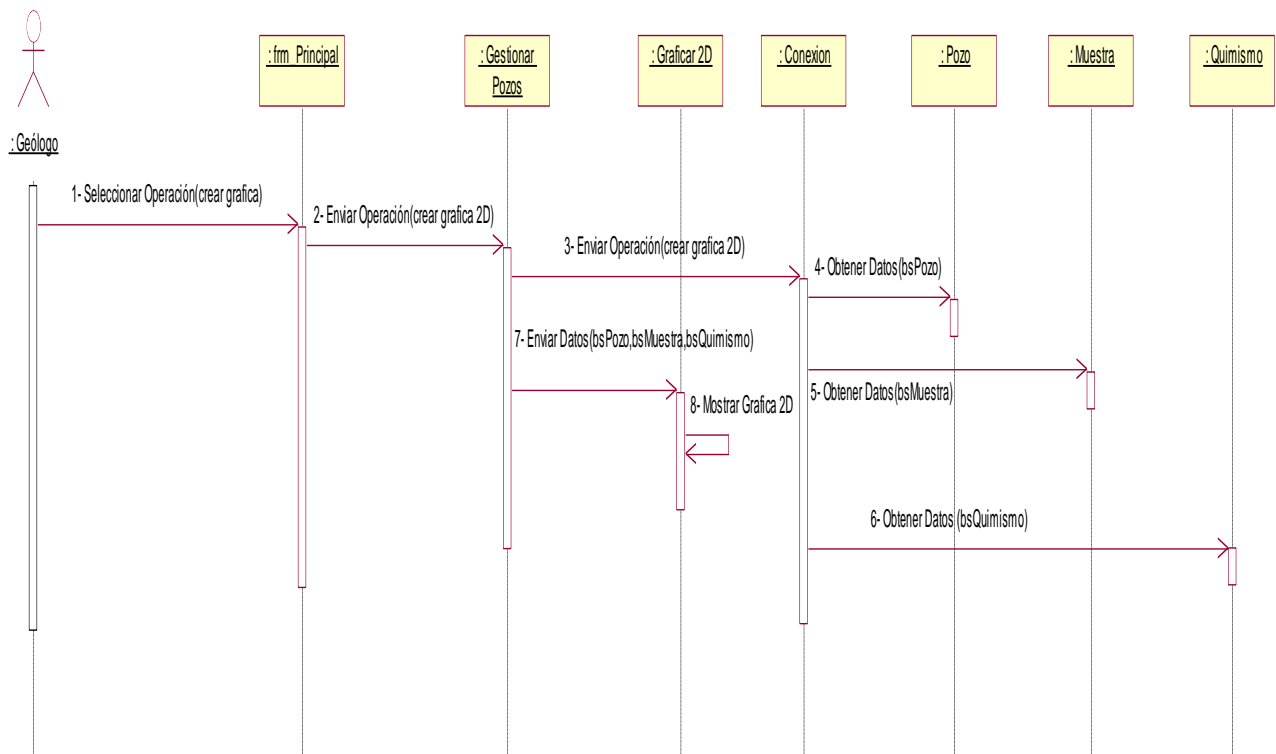 : frm_Principal
: Gestionar
Pozos
: Graficar 2D
: Conexion
: Pozo
: Muestra
: Quimismo
: Geólogo
1- Seleccionar Operación(crear grafica)
2- Enviar Operación(crear grafica 2D)
3- Enviar Operación(crear grafica 2D)
4- Obtener Datos(bsPozo)
7- Enviar Datos(bsPozo,bsMuestra,bsQuimismo)
5- Obtener Datos(bsMuestra)
8- Mostrar Grafica 2D
6- Obtener Datos (bsQuimismo)